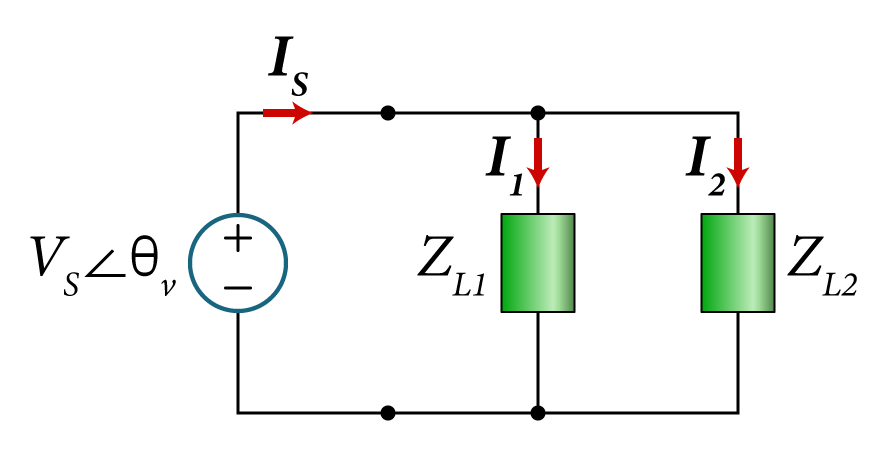 I_S
I_1
I_2
+
V_S∠θ_v
Z_L1
Z_L2
−